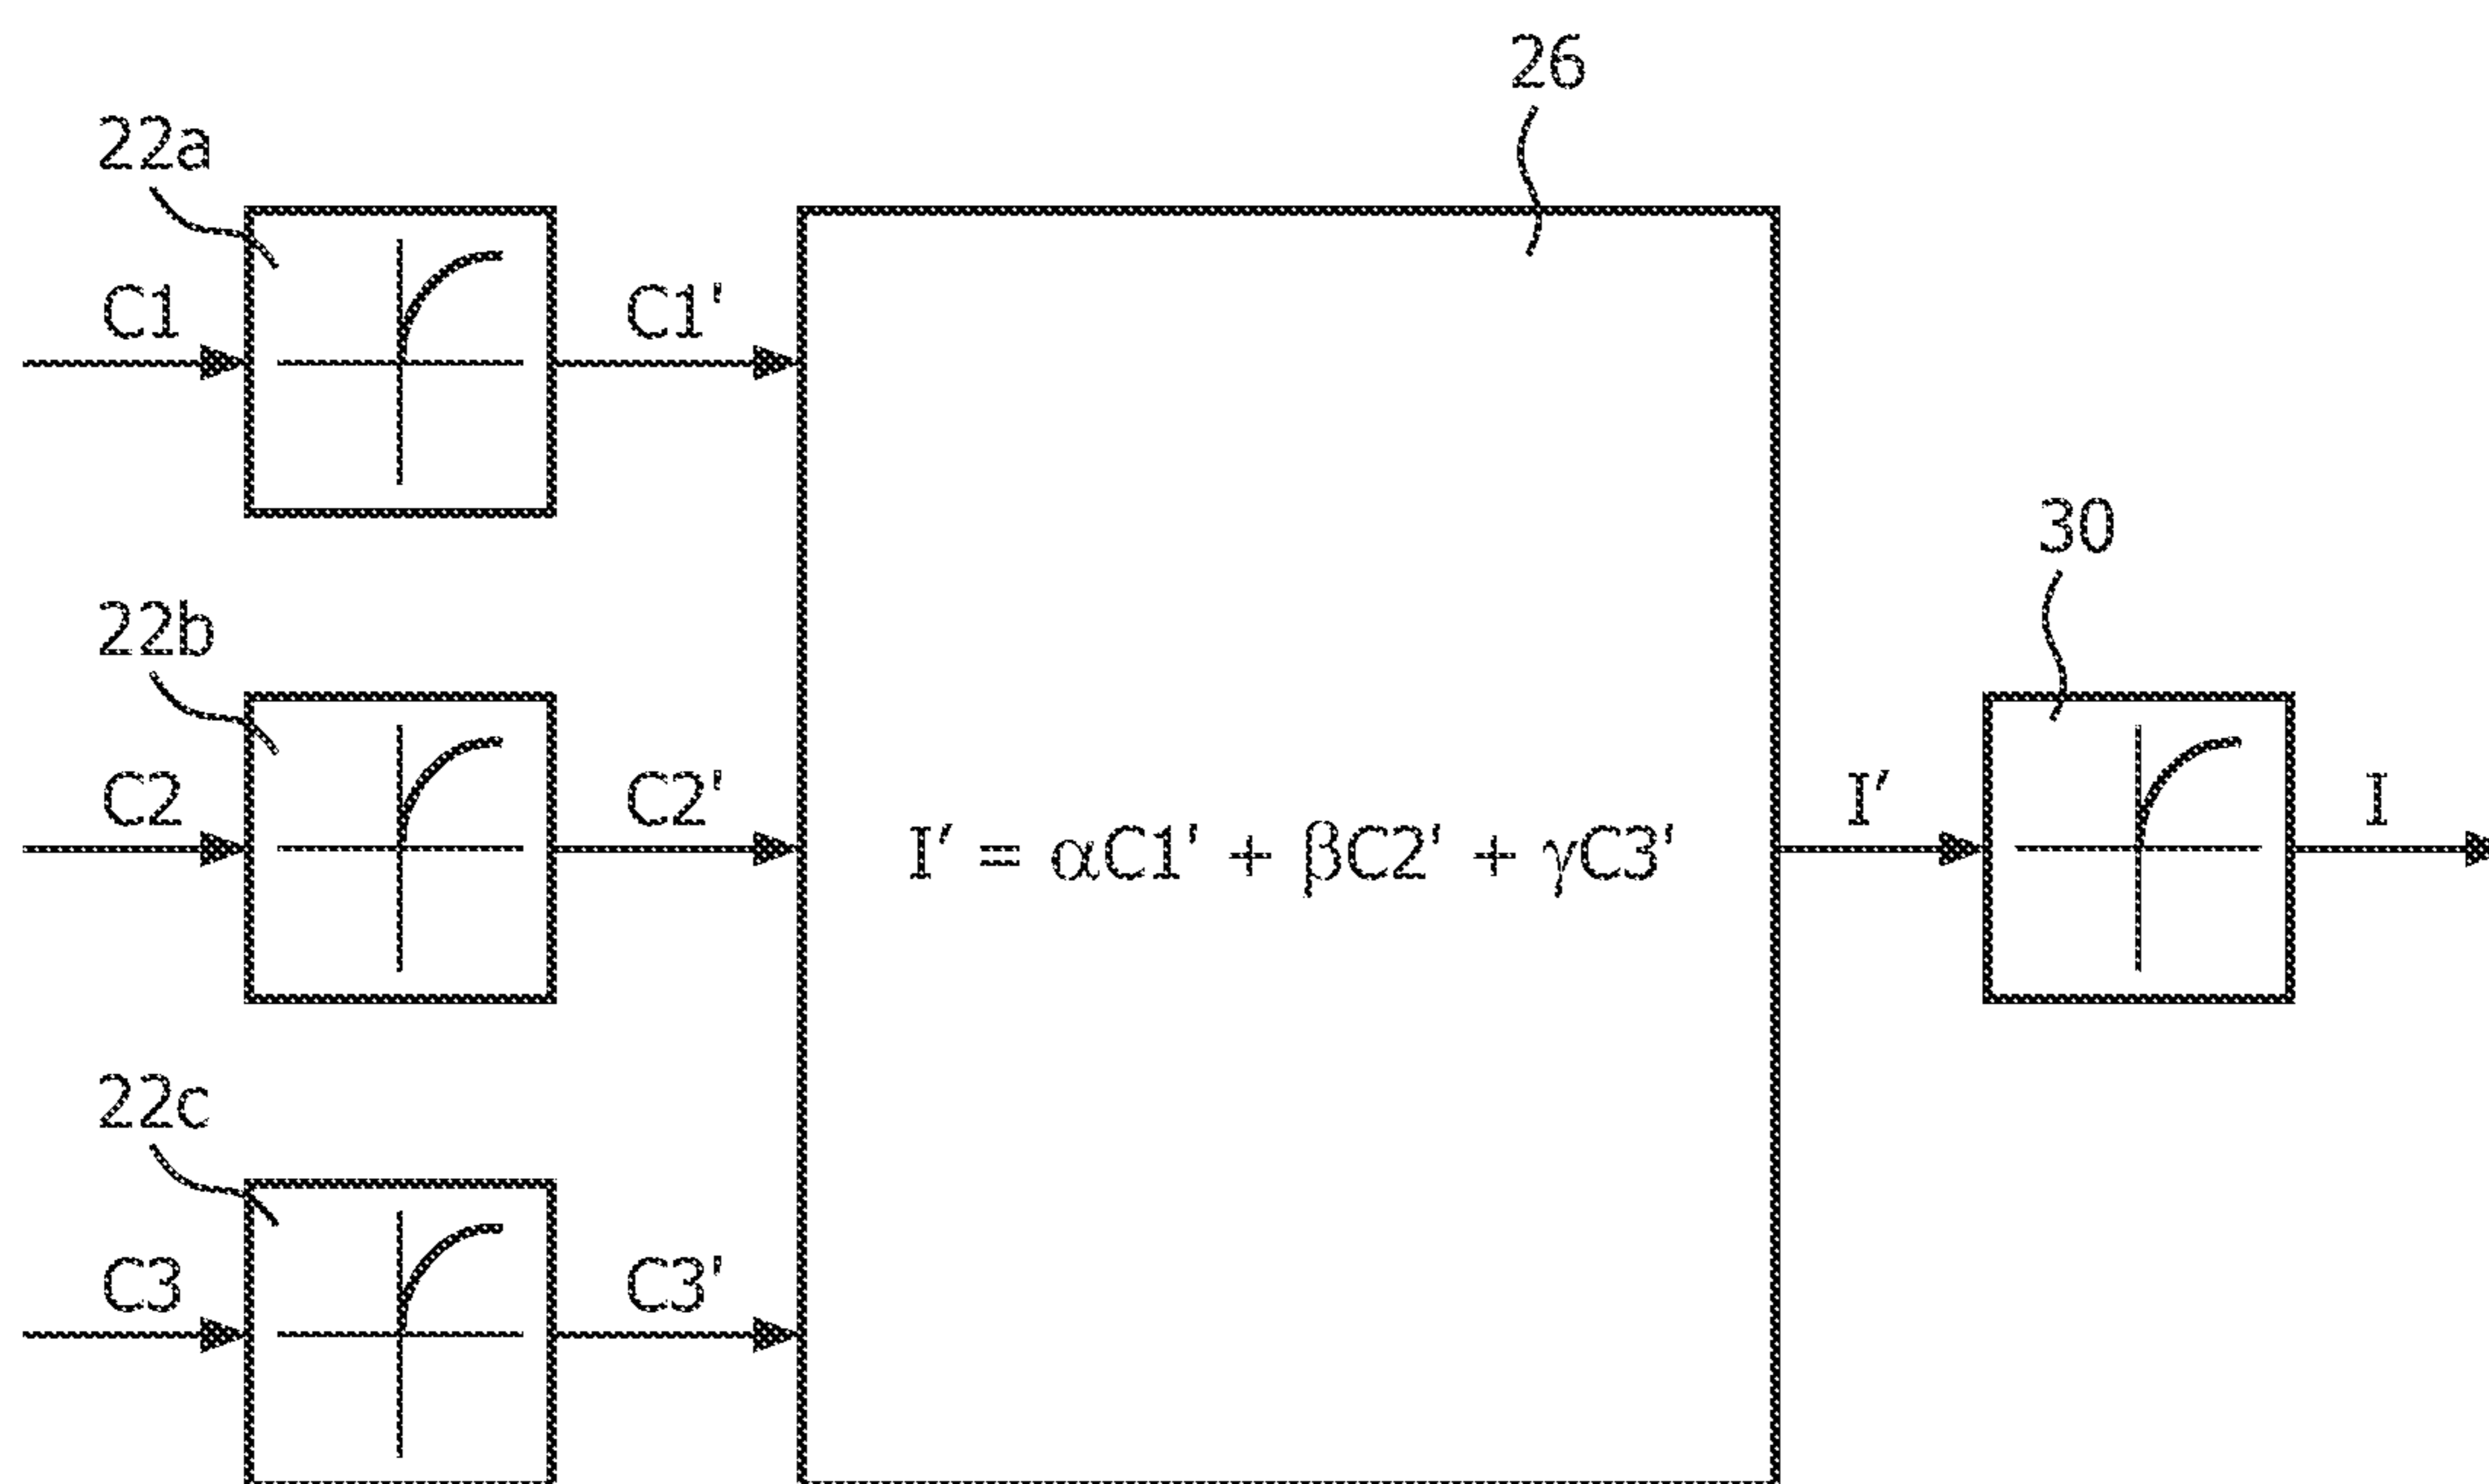 26
22a
C1
C1'
30
22b
C2
C2'
I′ = αC1' + βC2' + γC3'
I′
I
22c
C3
C3'